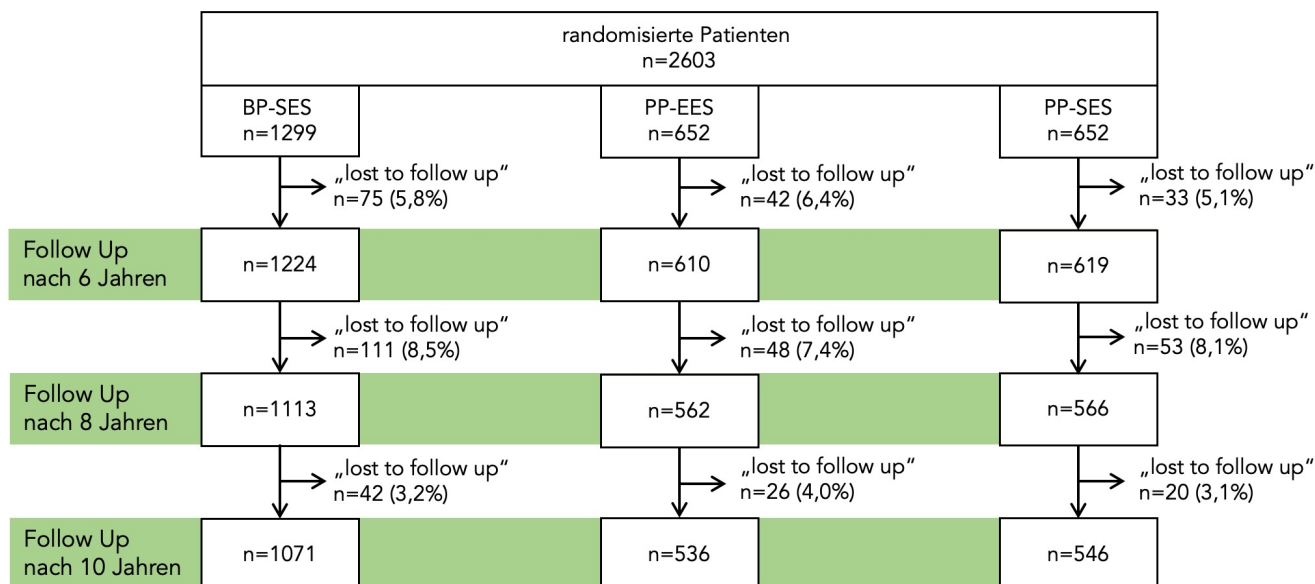 randomisierte Patienten
n=2603
BP-SES
n=1299
PP-EES
n=652
PP-SES
n=652
„lost to follow up“
n=75 (5,8%)
„lost to follow up“
n=42 (6,4%)
„lost to follow up“
n=33 (5,1%)
Follow Up
nach 6 Jahren
n=1224
n=610
n=619
„lost to follow up“
n=111 (8,5%)
„lost to follow up“
n=48 (7,4%)
„lost to follow up“
n=53 (8,1%)
Follow Up
nach 8 Jahren
n=1113
n=562
n=566
„lost to follow up“
n=42 (3,2%)
„lost to follow up“
n=26 (4,0%)
„lost to follow up“
n=20 (3,1%)
Follow Up
nach 10 Jahren
n=1071
n=536
n=546